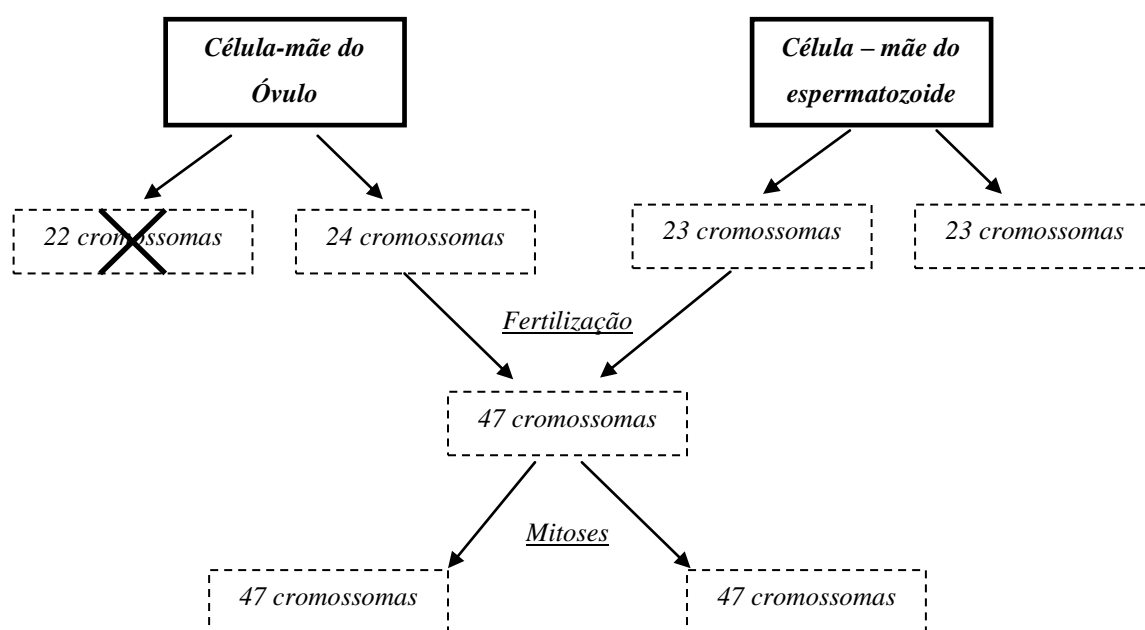 Célula-mãe do
Óvulo
Célula – mãe do
espermatozoide
22 cromossomas
24 cromossomas
23 cromossomas
23 cromossomas
Fertilização
47 cromossomas
Mitoses
47 cromossomas
47 cromossomas